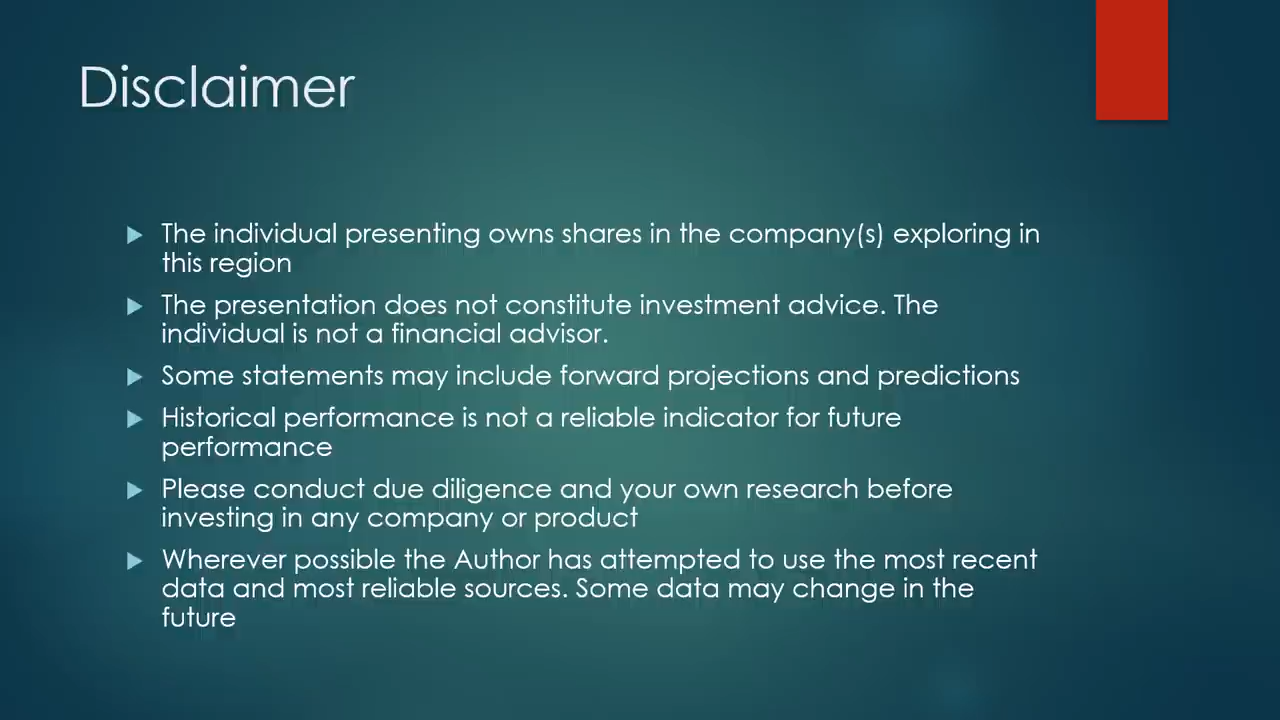 Disclaimer
The individual presenting owns shares in the company(s) exploring in
this region
The presentation does not constitute investment advice. The
individual is not a financial advisor.
Some statements may include forward projections and predictions
Historical performance is not a reliable indicator for future
performance
Please conduct due diligence and your own research before
investing in any company or product
Wherever possible the Author has attempted to use the most recent
data and most reliable sources. Some data may change in the
future